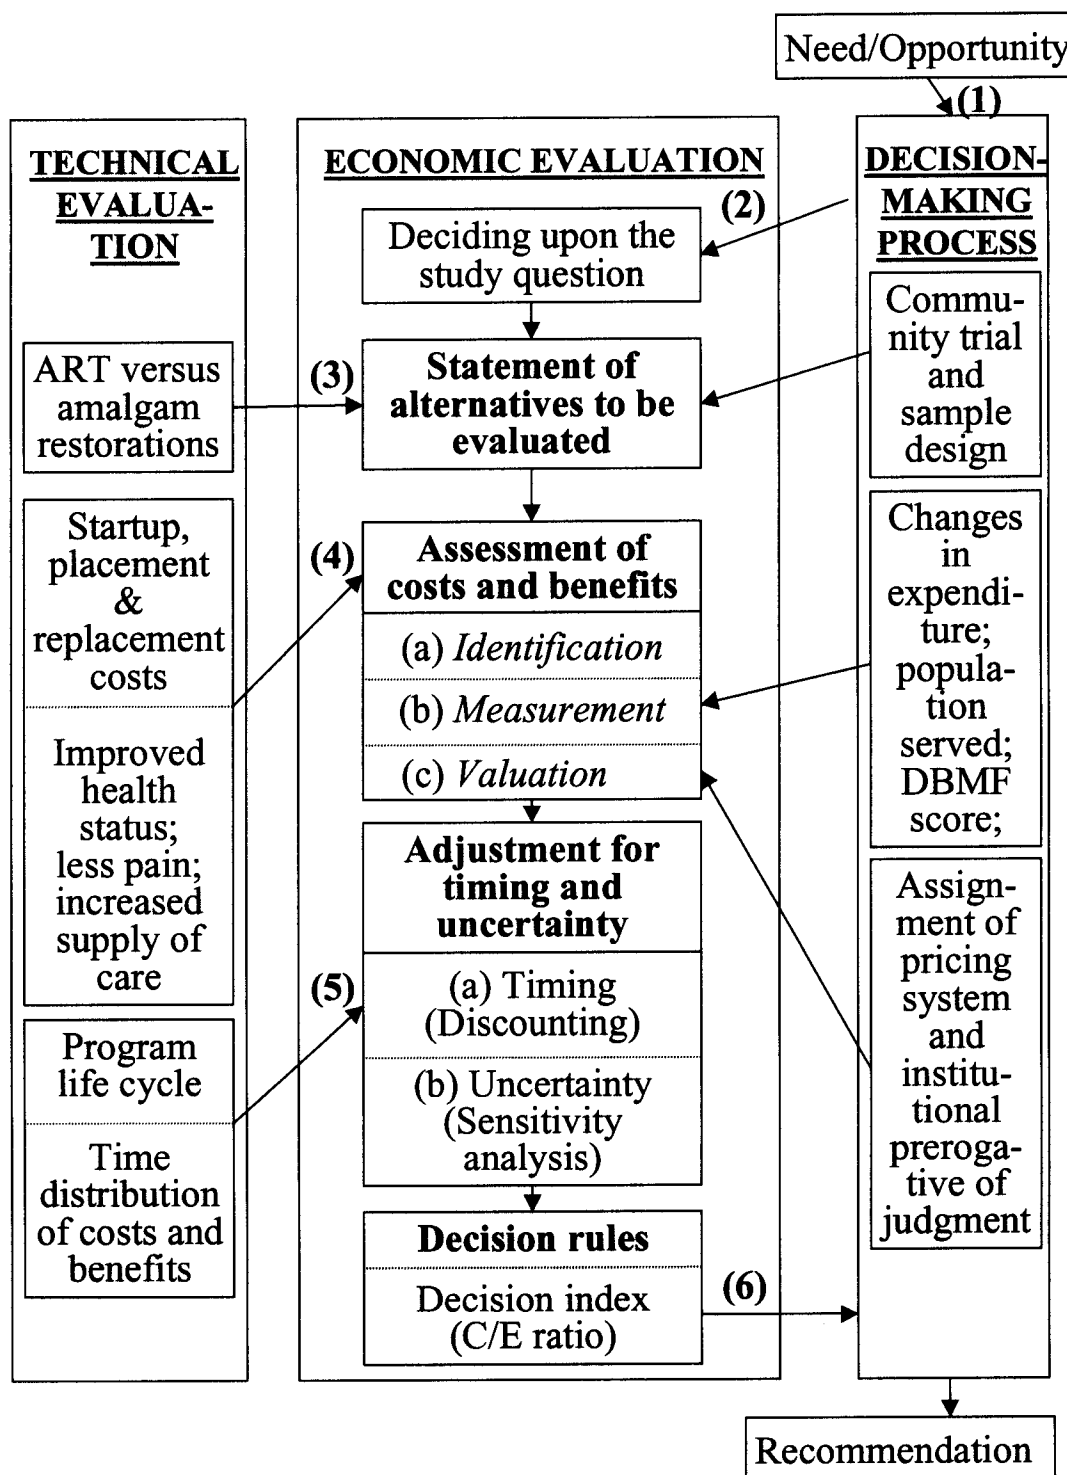 Need/Opportunity
(1)
TECHNICAL
EVALUA-
TION
ART versus
amalgam
restorations
Startup,
placement
&
replacement
costs
Improved
health
status;
less pain;
increased
supply of
care
Program
life cycle
Time
distribution
of costs and
benefits
ECONOMIC EVALUATION
(2)
Deciding upon the
study question
(3)
Statement of
alternatives to be
evaluated
(4)
Assessment of
costs and benefits
(a) Identification
(b) Measurement
(c) Valuation
Adjustment for
timing and
uncertainty
(5)
(a) Timing
(Discounting)
(b) Uncertainty
(Sensitivity
analysis)
Decision rules
Decision index
(C/E ratio)
(6)
DECISION-
MAKING
PROCESS
Commu-
nity trial
and
sample
design
Changes
in
expendi-
ture;
popula-
tion
served;
DBMF
score;
Assign-
ment of
pricing
system
and
institu-
tional
preroga-
tive of
judgment
Recommendation